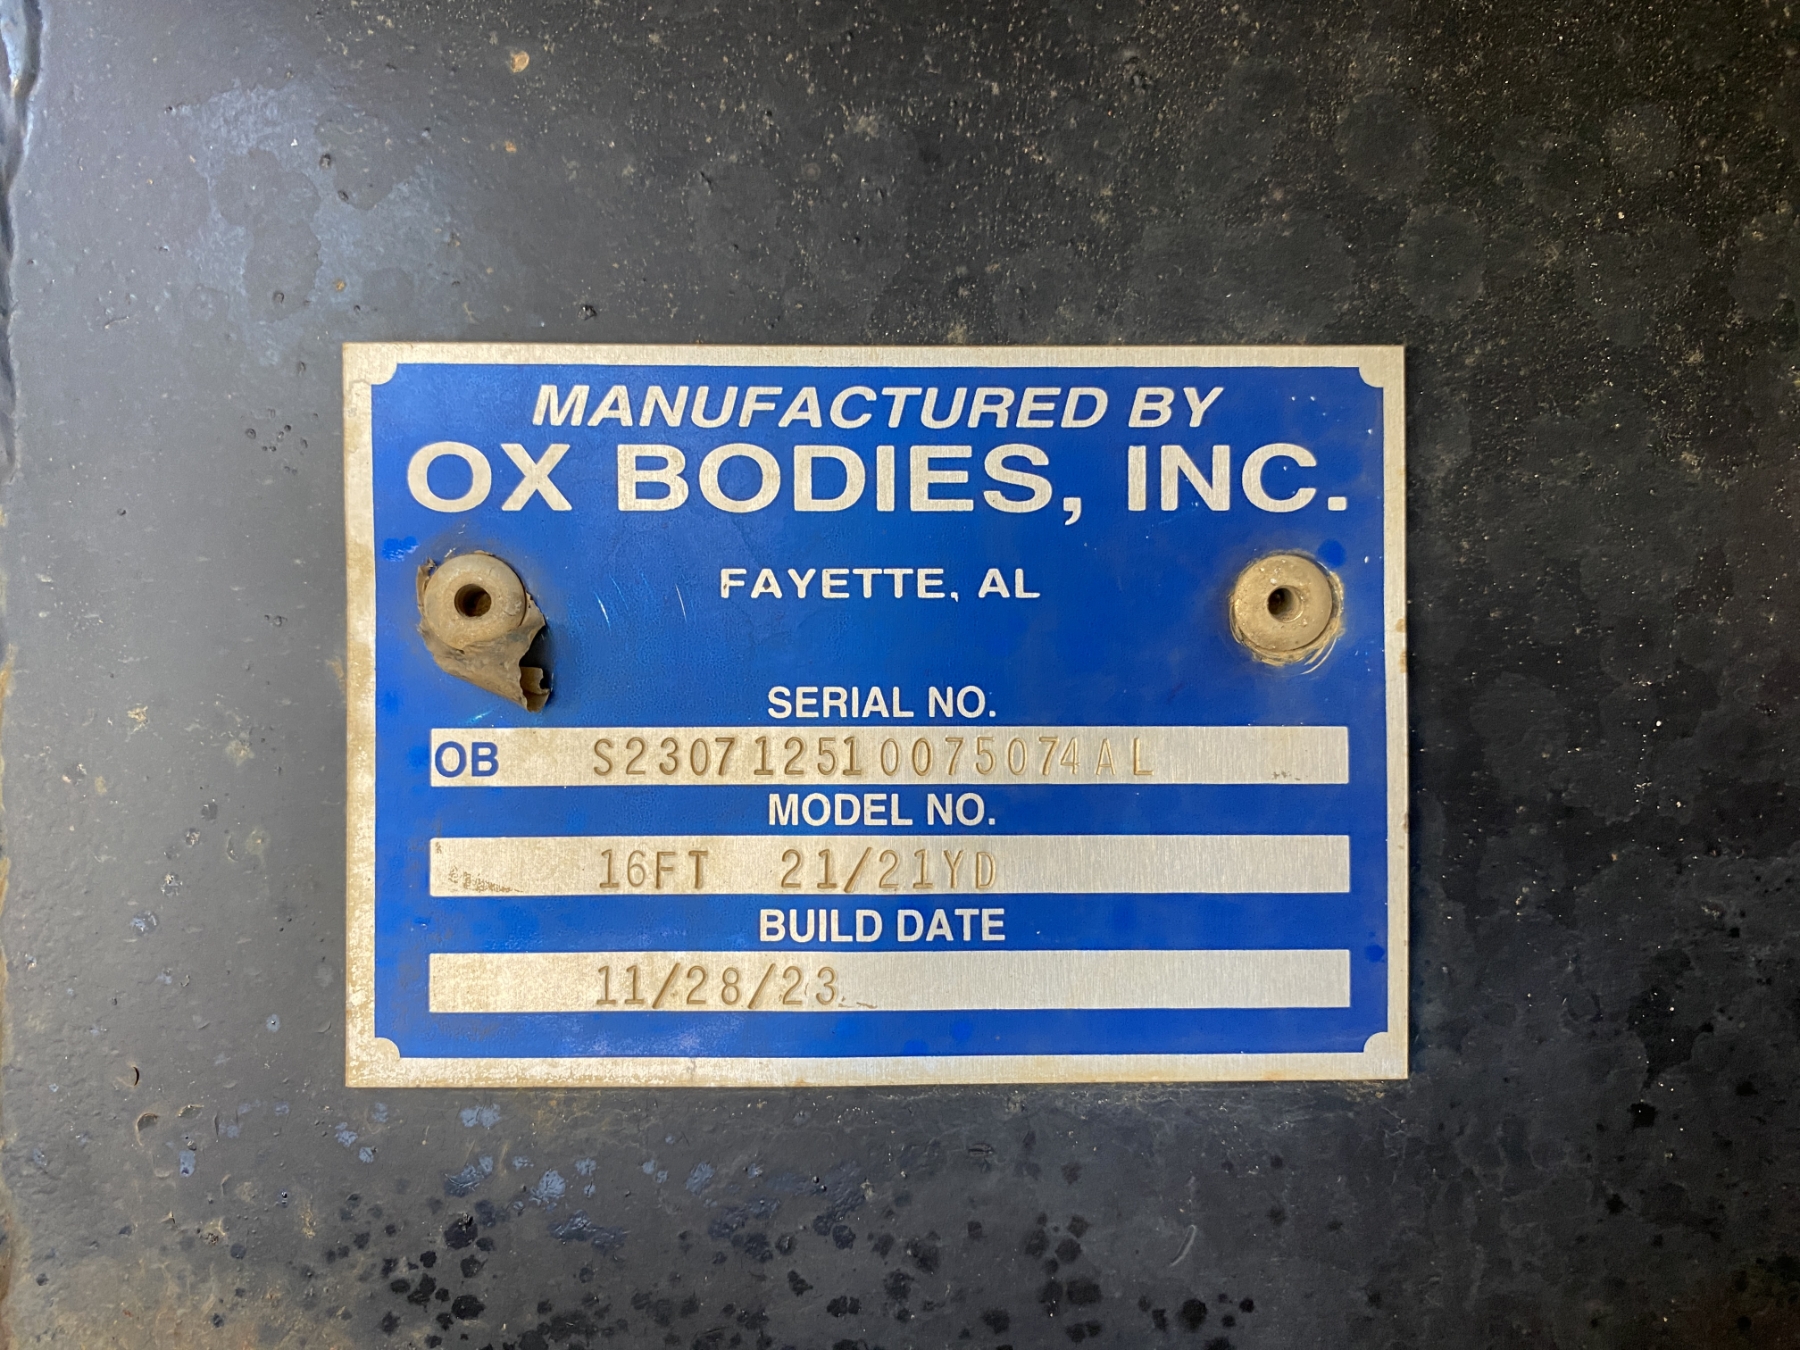 MANUFACTURED BY
OX BODIES, INC.
FAYETTE, AL
SERIAL NO.
OB S230712510075074AL
MODEL NO.
16FT 21/21YD
BUILD DATE
11/28/23